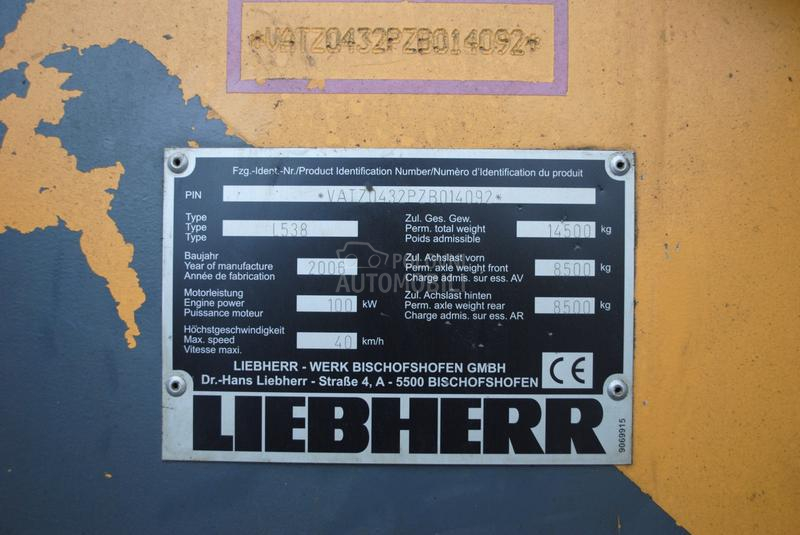 *VATZ0432PZB014092*
Fzg.-Ident.-Nr./Product Identification Number/Numèro d'Identification du produit
PIN *VATZ0432PZB014092*
Type
Type L538
Type
Zul. Ges. Gew.
Perm. total weight 14500 kg
Poids admissible
Baujahr
Year of manufacture 2006
Année de fabrication
Zul. Achslast vorn
Perm. axle weight front 8500 kg
Charge admis. sur ess. AV
Motorleistung
Engine power 100 kW
Puissance moteur
Zul. Achslast hinten
Perm. axle weight rear 8500 kg
Charge admis. sur ess. AR
Höchstgeschwindigkeit
Max. speed 40 km/h
Vitesse maxi.
LIEBHERR - WERK BISCHOFSHOFEN GMBH
Dr.-Hans Liebherr - Straße 4, A - 5500 BISCHOFSHOFEN
CE
LIEBHERR
9069915
AUTOMOBILI